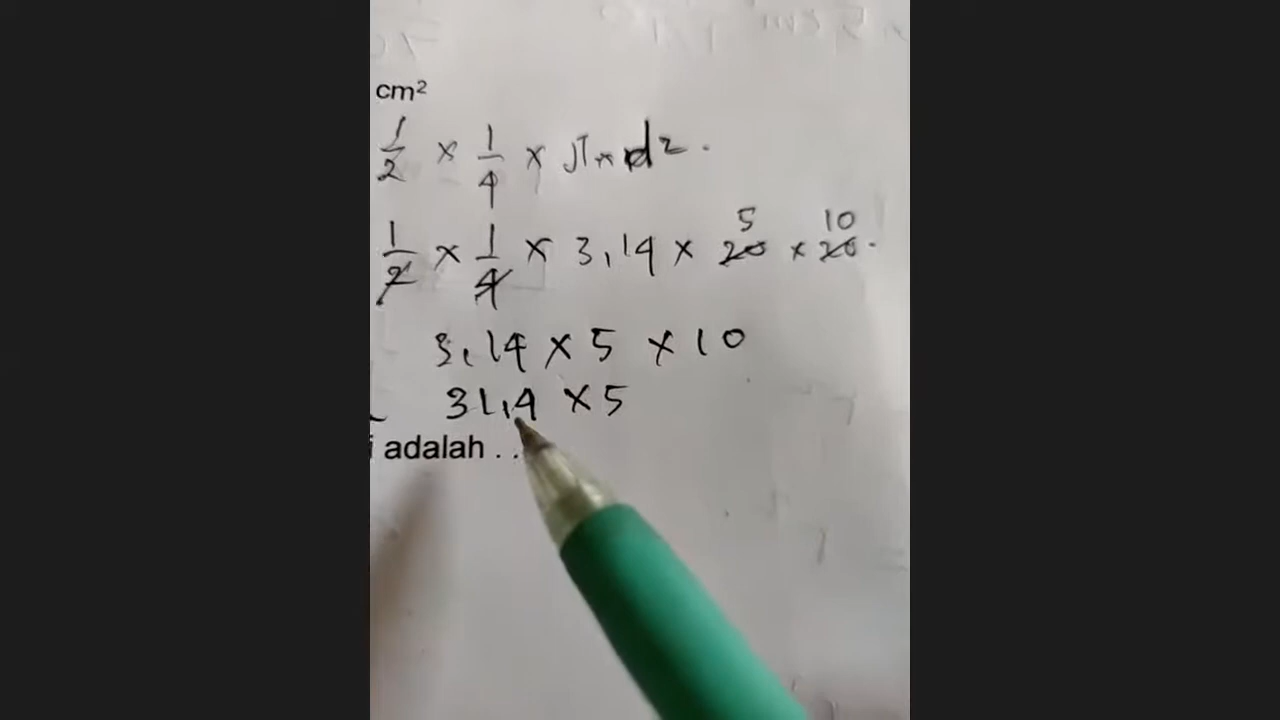 cm²
1/2 × 1/4 × π × d².
1/2 × 1/4 × 3,14 × 20 × 20.
5 10
3,14 × 5 × 10
31,4 × 5
i adalah . .